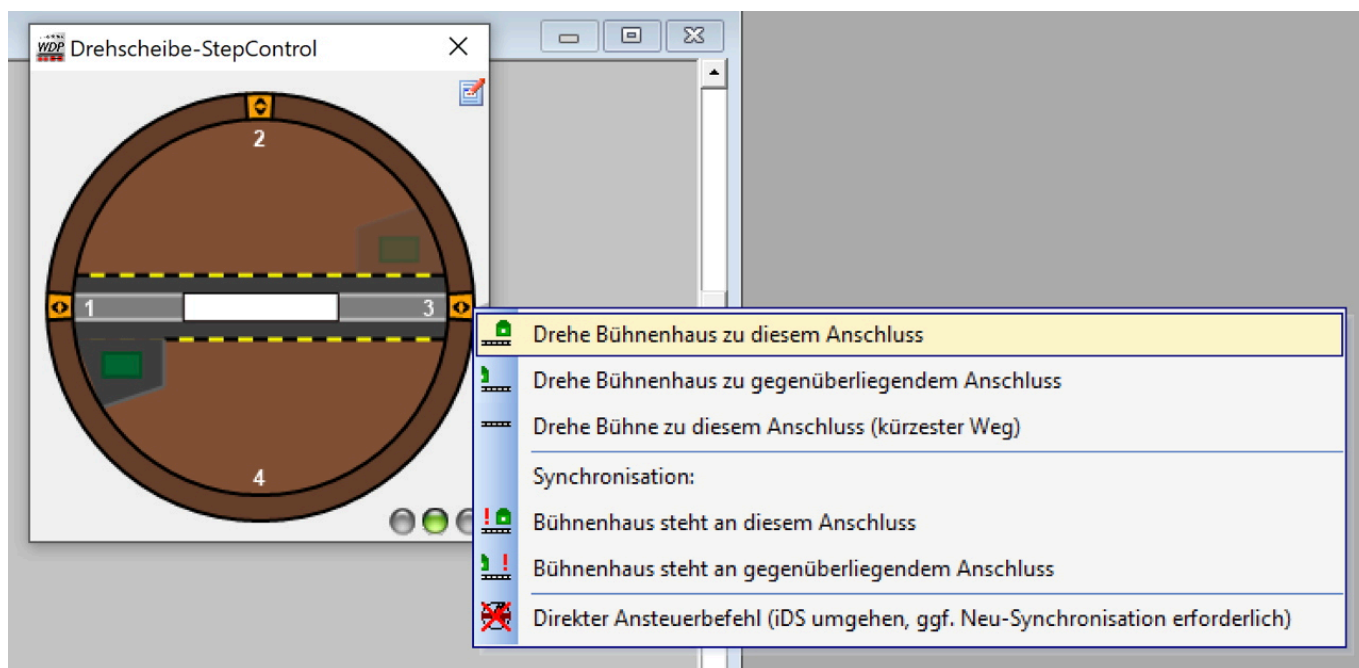 WDP Drehscheibe-StepControl
2
1
3
4
Drehe Bühnenhaus zu diesem Anschluss
Drehe Bühnenhaus zu gegenüberliegendem Anschluss
Drehe Bühne zu diesem Anschluss (kürzester Weg)
Synchronisation:
Bühnenhaus steht an diesem Anschluss
Bühnenhaus steht an gegenüberliegendem Anschluss
Direkter Ansteuerbefehl (iDS umgehen, ggf. Neu-Synchronisation erforderlich)